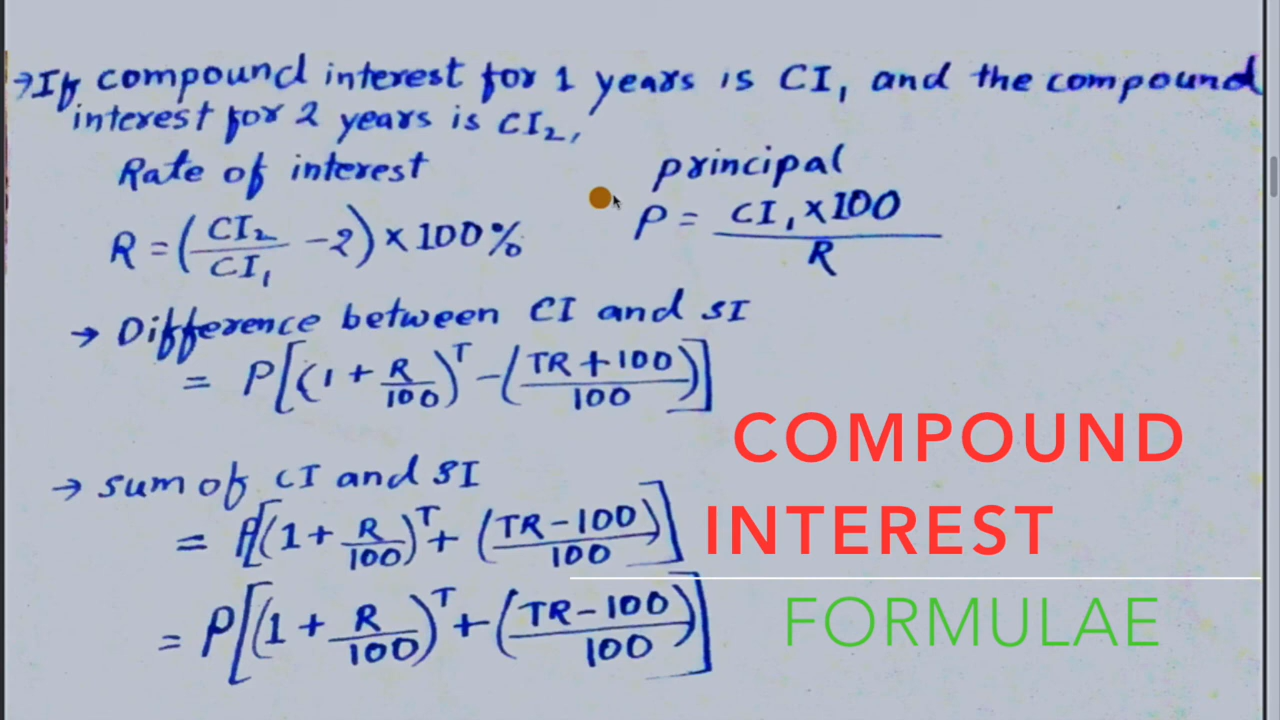 →If compound interest for 1 years is CI₁ and the compound
interest for 2 years is CI₂,
Rate of interest
principal
R = (CI₂/CI₁ - 2) × 100%
P = CI₁ × 100 / R
→ Difference between CI and SI
= P[(1 + R/100)ᵀ - (TR + 100/100)]
→ sum of CI and SI
= P[(1 + R/100)ᵀ + (TR - 100/100)]
= P[(1 + R/100)ᵀ + (TR - 100/100)]
COMPOUND
INTEREST
FORMULAE